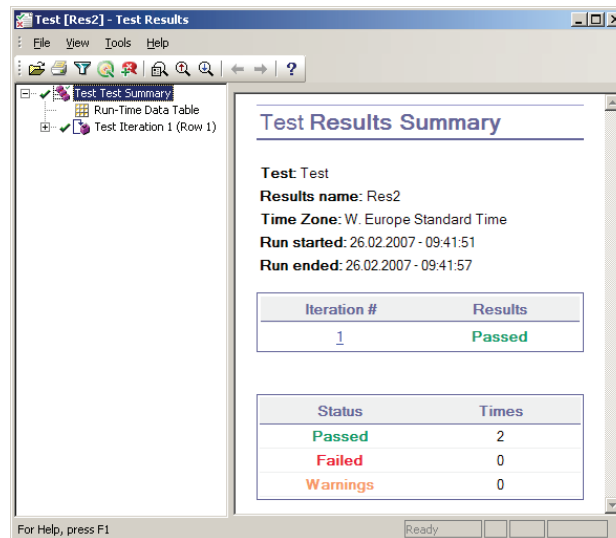 Test [Res2] - Test Results
File View Tools Help
?
Test Test Summary
Run-Time Data Table
Test Iteration 1 (Row 1)
Test Results Summary
Test: Test
Results name: Res2
Time Zone: W. Europe Standard Time
Run started: 26.02.2007 - 09:41:51
Run ended: 26.02.2007 - 09:41:57
Iteration # Results
1 Passed
Status Times
Passed 2
Failed 0
Warnings 0
For Help, press F1 Ready